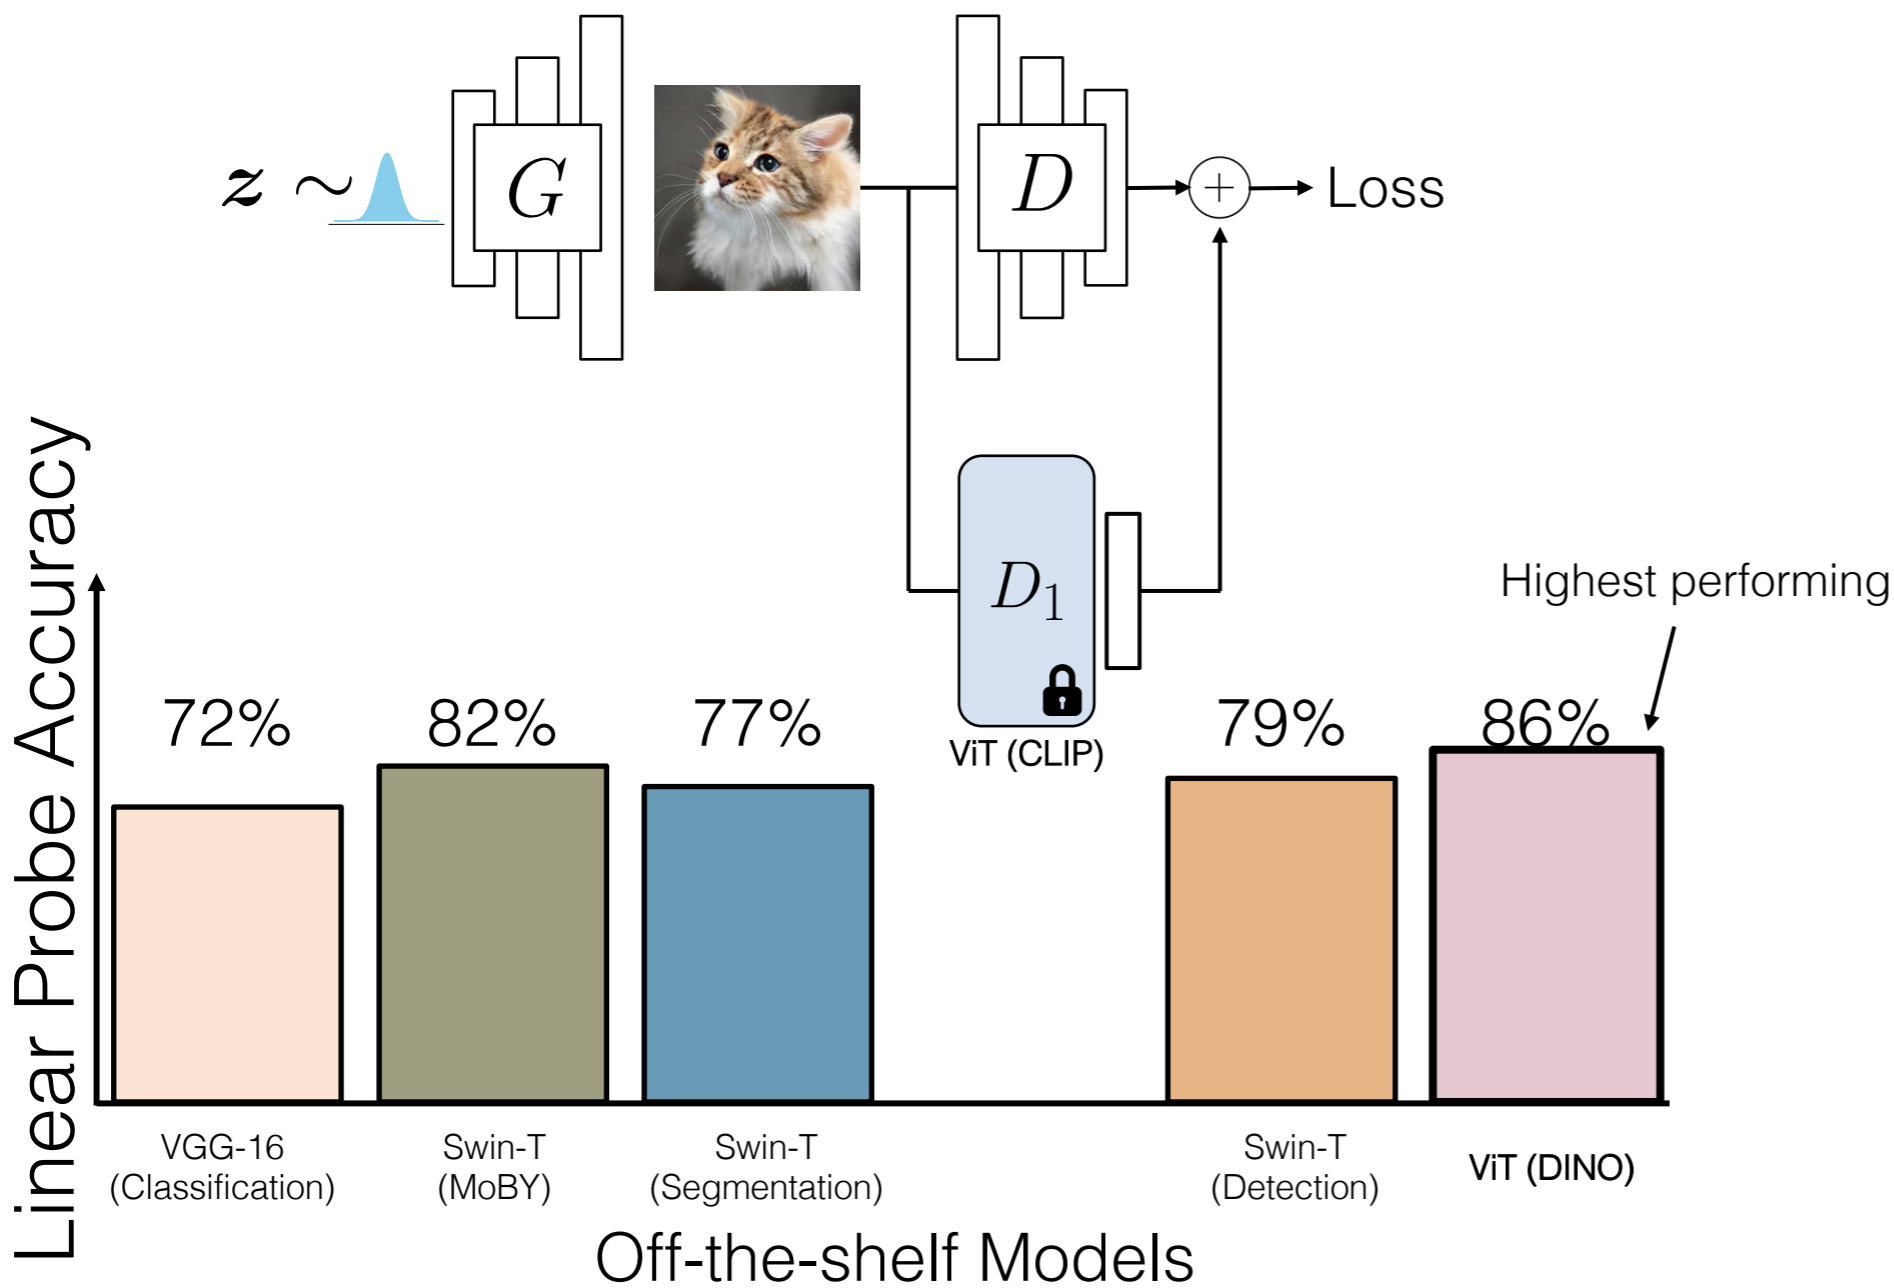 z ~
G
D
+
Loss
D₁
ViT (CLIP)
Highest performing
Linear Probe Accuracy
72%
82%
77%
79%
86%
VGG-16
(Classification)
Swin-T
(MoBY)
Swin-T
(Segmentation)
Swin-T
(Detection)
ViT (DINO)
Off-the-shelf Models